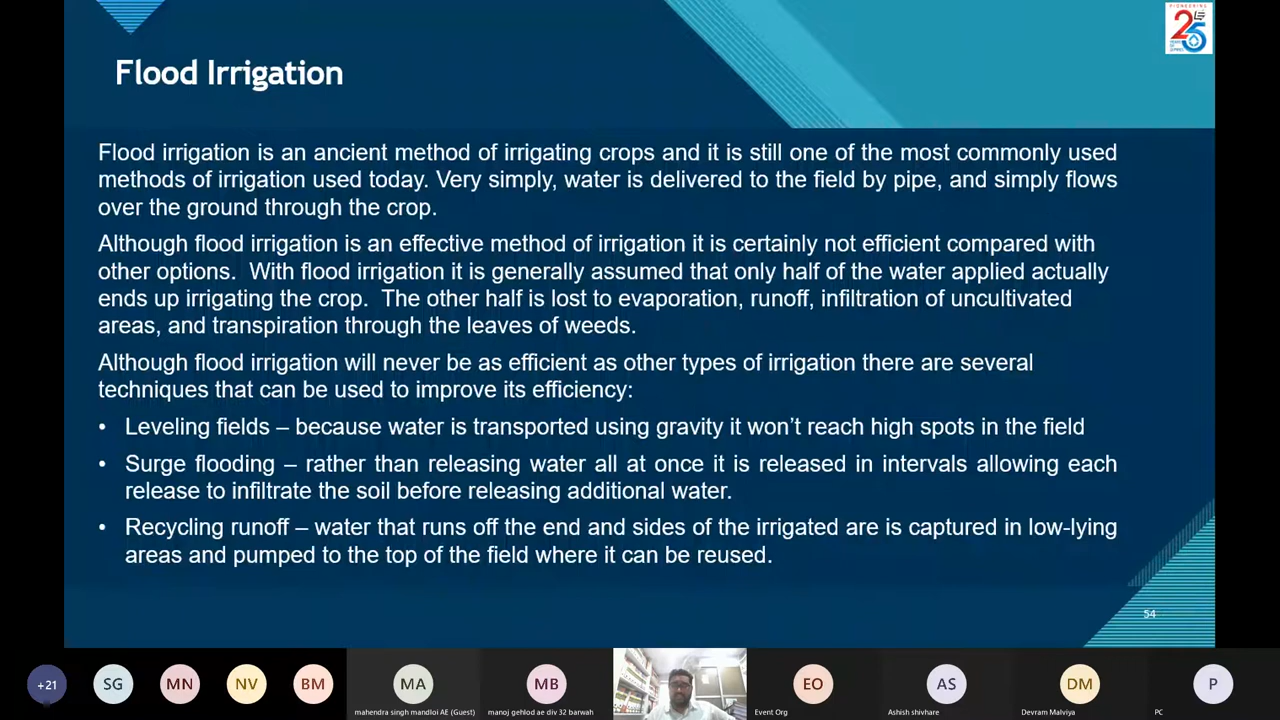 PIONEERING
25
YEARS
Flood Irrigation
Flood irrigation is an ancient method of irrigating crops and it is still one of the most commonly used
methods of irrigation used today. Very simply, water is delivered to the field by pipe, and simply flows
over the ground through the crop.
Although flood irrigation is an effective method of irrigation it is certainly not efficient compared with
other options.  With flood irrigation it is generally assumed that only half of the water applied actually
ends up irrigating the crop.  The other half is lost to evaporation, runoff, infiltration of uncultivated
areas, and transpiration through the leaves of weeds.
Although flood irrigation will never be as efficient as other types of irrigation there are several
techniques that can be used to improve its efficiency:
• Leveling fields – because water is transported using gravity it won’t reach high spots in the field
• Surge flooding – rather than releasing water all at once it is released in intervals allowing each
release to infiltrate the soil before releasing additional water.
• Recycling runoff – water that runs off the end and sides of the irrigated are is captured in low-lying
areas and pumped to the top of the field where it can be reused.
54
+21 SG MN NV BM MA MB EO AS DM P
mahendra singh mandloi AE (Guest) manoj gehlod ae div 32 barwah Event Org Ashish shivhare Devram Malviya PC